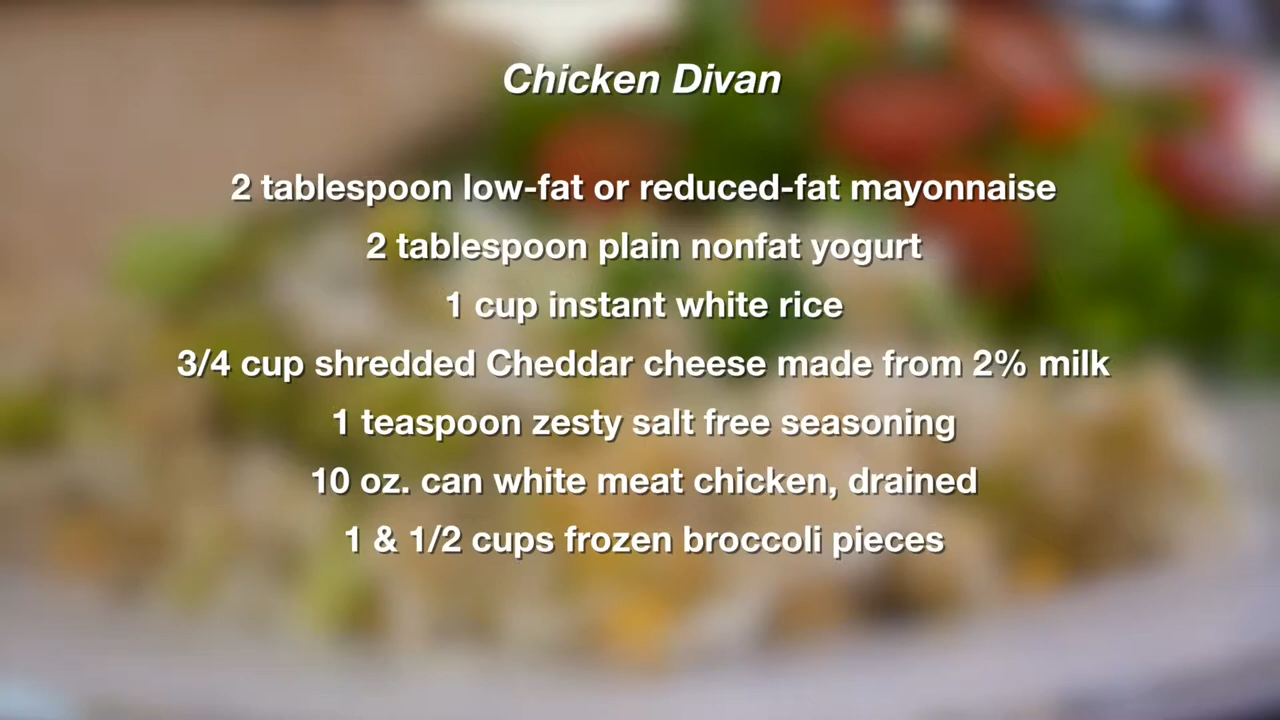 Chicken Divan
2 tablespoon low-fat or reduced-fat mayonnaise
2 tablespoon plain nonfat yogurt
1 cup instant white rice
3/4 cup shredded Cheddar cheese made from 2% milk
1 teaspoon zesty salt free seasoning
10 oz. can white meat chicken, drained
1 & 1/2 cups frozen broccoli pieces